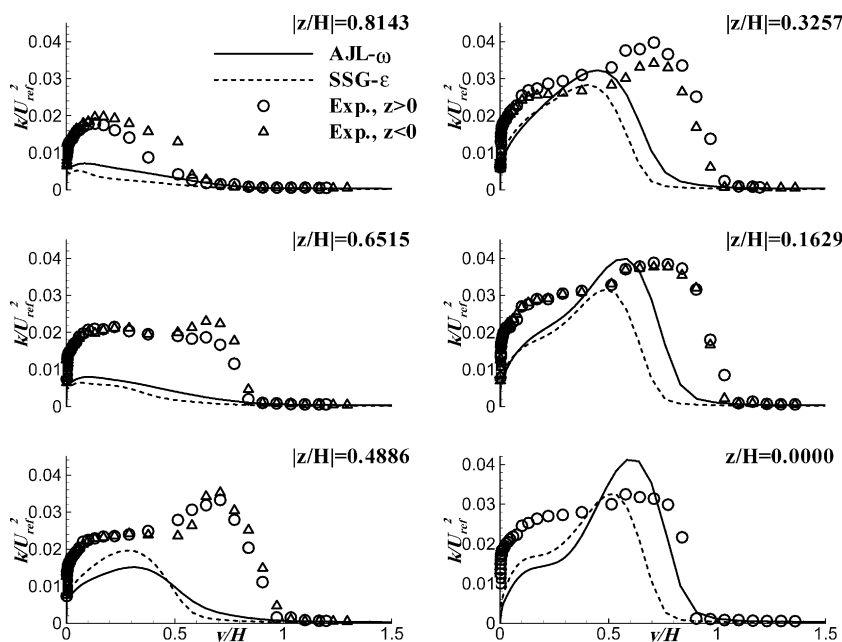 |z/H|=0.8143
k/U_ref^2
0.04
0.03
0.02
0.01
0
AJL-ω
SSG-ε
Exp., z>0
Exp., z<0
|z/H|=0.3257
k/U_ref^2
0.04
0.03
0.02
0.01
0
|z/H|=0.6515
k/U_ref^2
0.04
0.03
0.02
0.01
0
|z/H|=0.1629
k/U_ref^2
0.04
0.03
0.02
0.01
0
|z/H|=0.4886
k/U_ref^2
0.04
0.03
0.02
0.01
0
0 0.5 1 1.5
y/H
z/H=0.0000
k/U_ref^2
0.04
0.03
0.02
0.01
0
0 0.5 1 1.5
y/H